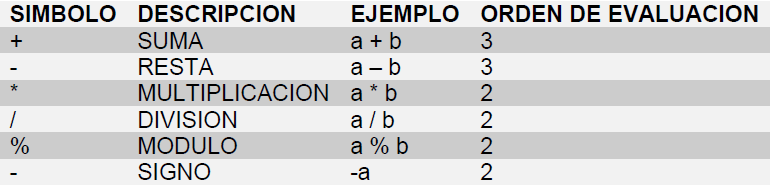 SIMBOLO DESCRIPCION EJEMPLO ORDEN DE EVALUACION
+ SUMA a + b 3
- RESTA a – b 3
* MULTIPLICACION a * b 2
/ DIVISION a / b 2
% MODULO a % b 2
- SIGNO -a 2